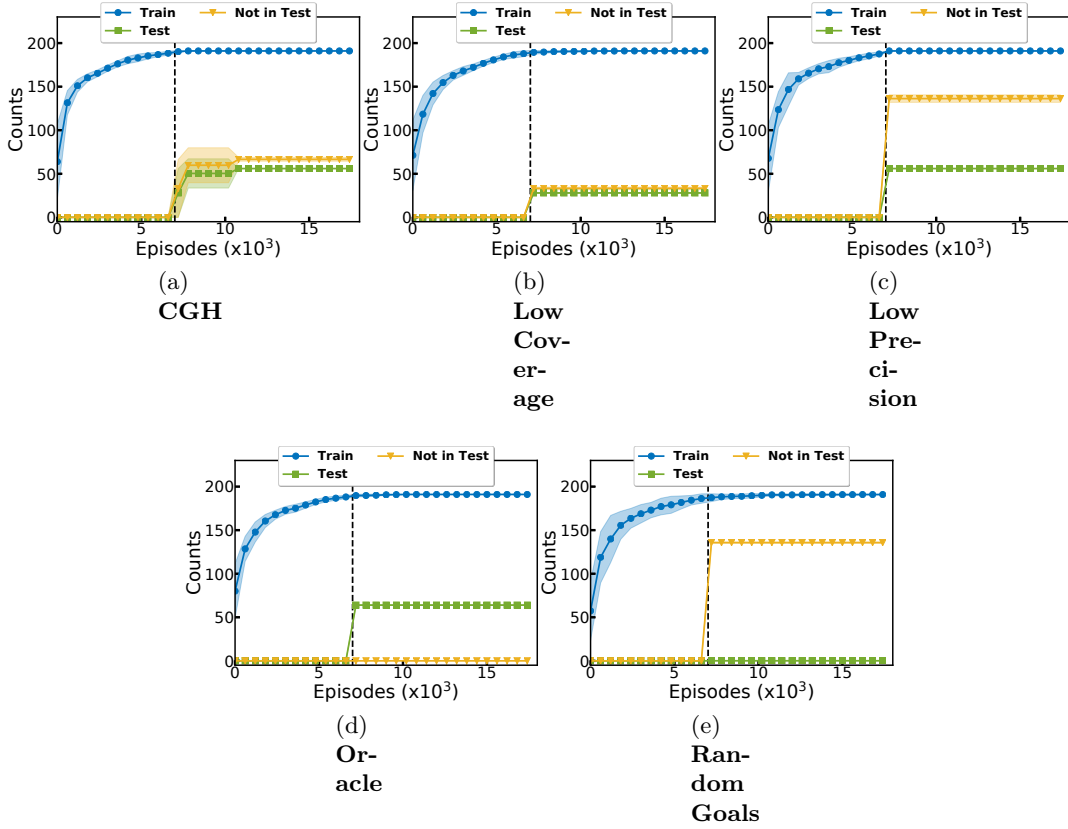 Train
Not in Test
Test
200
150
100
50
0
Counts
0
5
10
15
Episodes (x10³)
(a)
CGH
Train
Not in Test
Test
200
150
100
50
0
Counts
0
5
10
15
Episodes (x10³)
(b)
Low
Cov-
er-
age
Train
Not in Test
Test
200
150
100
50
0
Counts
0
5
10
15
Episodes (x10³)
(c)
Low
Pre-
ci-
sion
Train
Not in Test
Test
200
150
100
50
0
Counts
0
5
10
15
Episodes (x10³)
(d)
Or-
acle
Train
Not in Test
Test
200
150
100
50
0
Counts
0
5
10
15
Episodes (x10³)
(e)
Ran-
dom
Goals